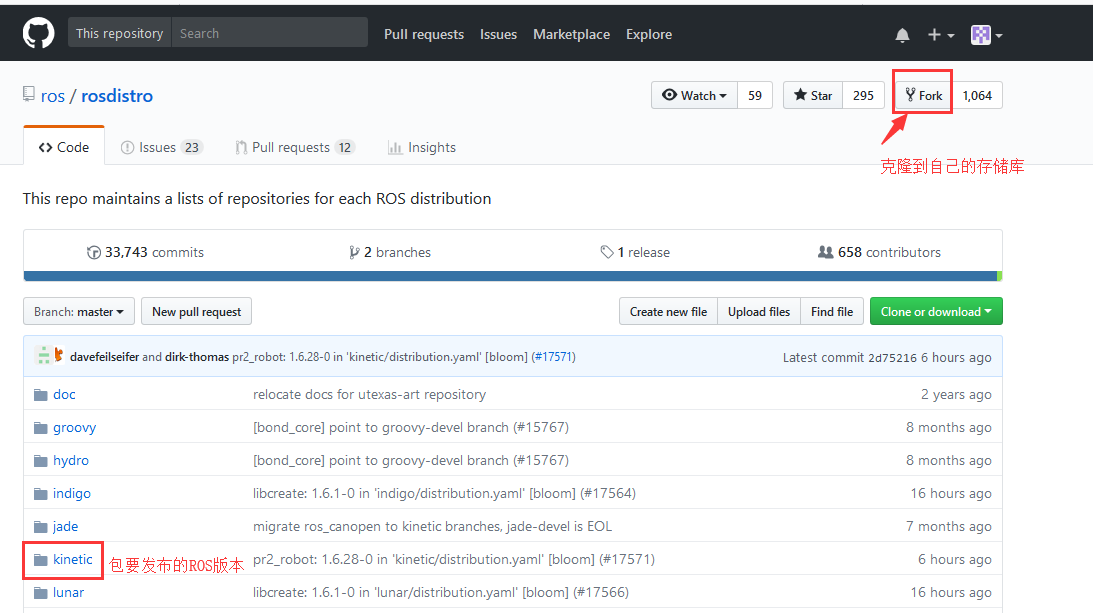 This repository Search Pull requests Issues Marketplace Explore
ros / rosdistro Watch 59 Star 295 Fork 1,064
Code Issues 23 Pull requests 12 Insights
克隆到自己的存储库
This repo maintains a lists of repositories for each ROS distribution
33,743 commits 2 branches 1 release 658 contributors
Branch: master New pull request Create new file Upload files Find file Clone or download
davefeilseifer and dirk-thomas pr2_robot: 1.6.28-0 in 'kinetic/distribution.yaml' [bloom] (#17571) Latest commit 2d75216 6 hours ago
doc relocate docs for utexas-art repository 2 years ago
groovy [bond_core] point to groovy-devel branch (#15767) 8 months ago
hydro [bond_core] point to groovy-devel branch (#15767) 8 months ago
indigo libcreate: 1.6.1-0 in 'indigo/distribution.yaml' [bloom] (#17564) 16 hours ago
jade migrate ros_canopen to kinetic branches, jade-devel is EOL 7 months ago
kinetic 包要发布的ROS版本 pr2_robot: 1.6.28-0 in 'kinetic/distribution.yaml' [bloom] (#17571) 6 hours ago
lunar libcreate: 1.6.1-0 in 'lunar/distribution.yaml' [bloom] (#17566) 16 hours ago